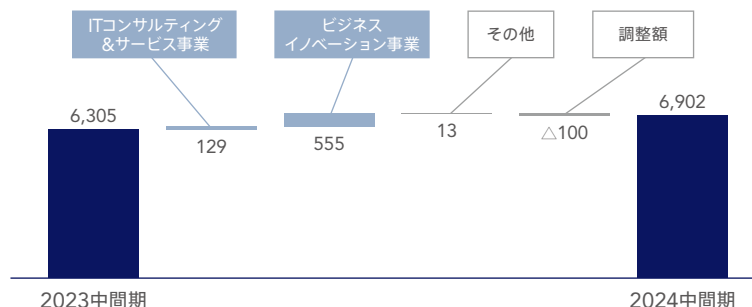 ITコンサルティング
&サービス事業
ビジネス
イノベーション事業
その他
調整額
6,305
129
555
13
△100
6,902
2023中間期
2024中間期